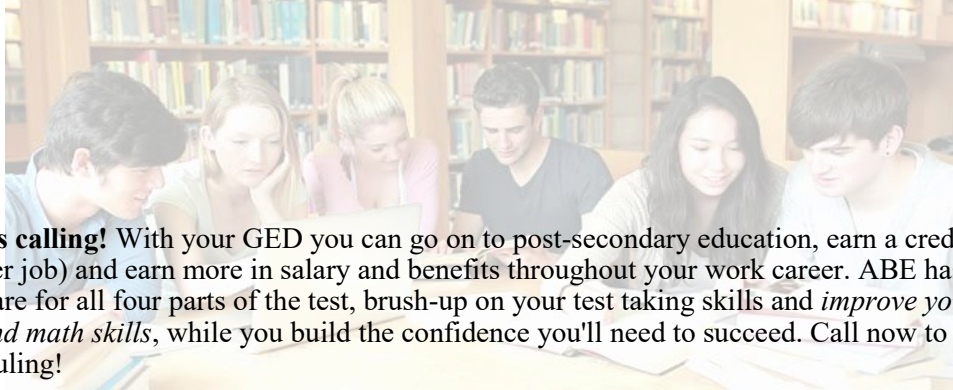 s calling! With your GED you can go on to post-secondary education, earn a cred
er job) and earn more in salary and benefits throughout your work career. ABE ha
are for all four parts of the test, brush-up on your test taking skills and improve yo
nd math skills, while you build the confidence you'll need to succeed. Call now to
uling!